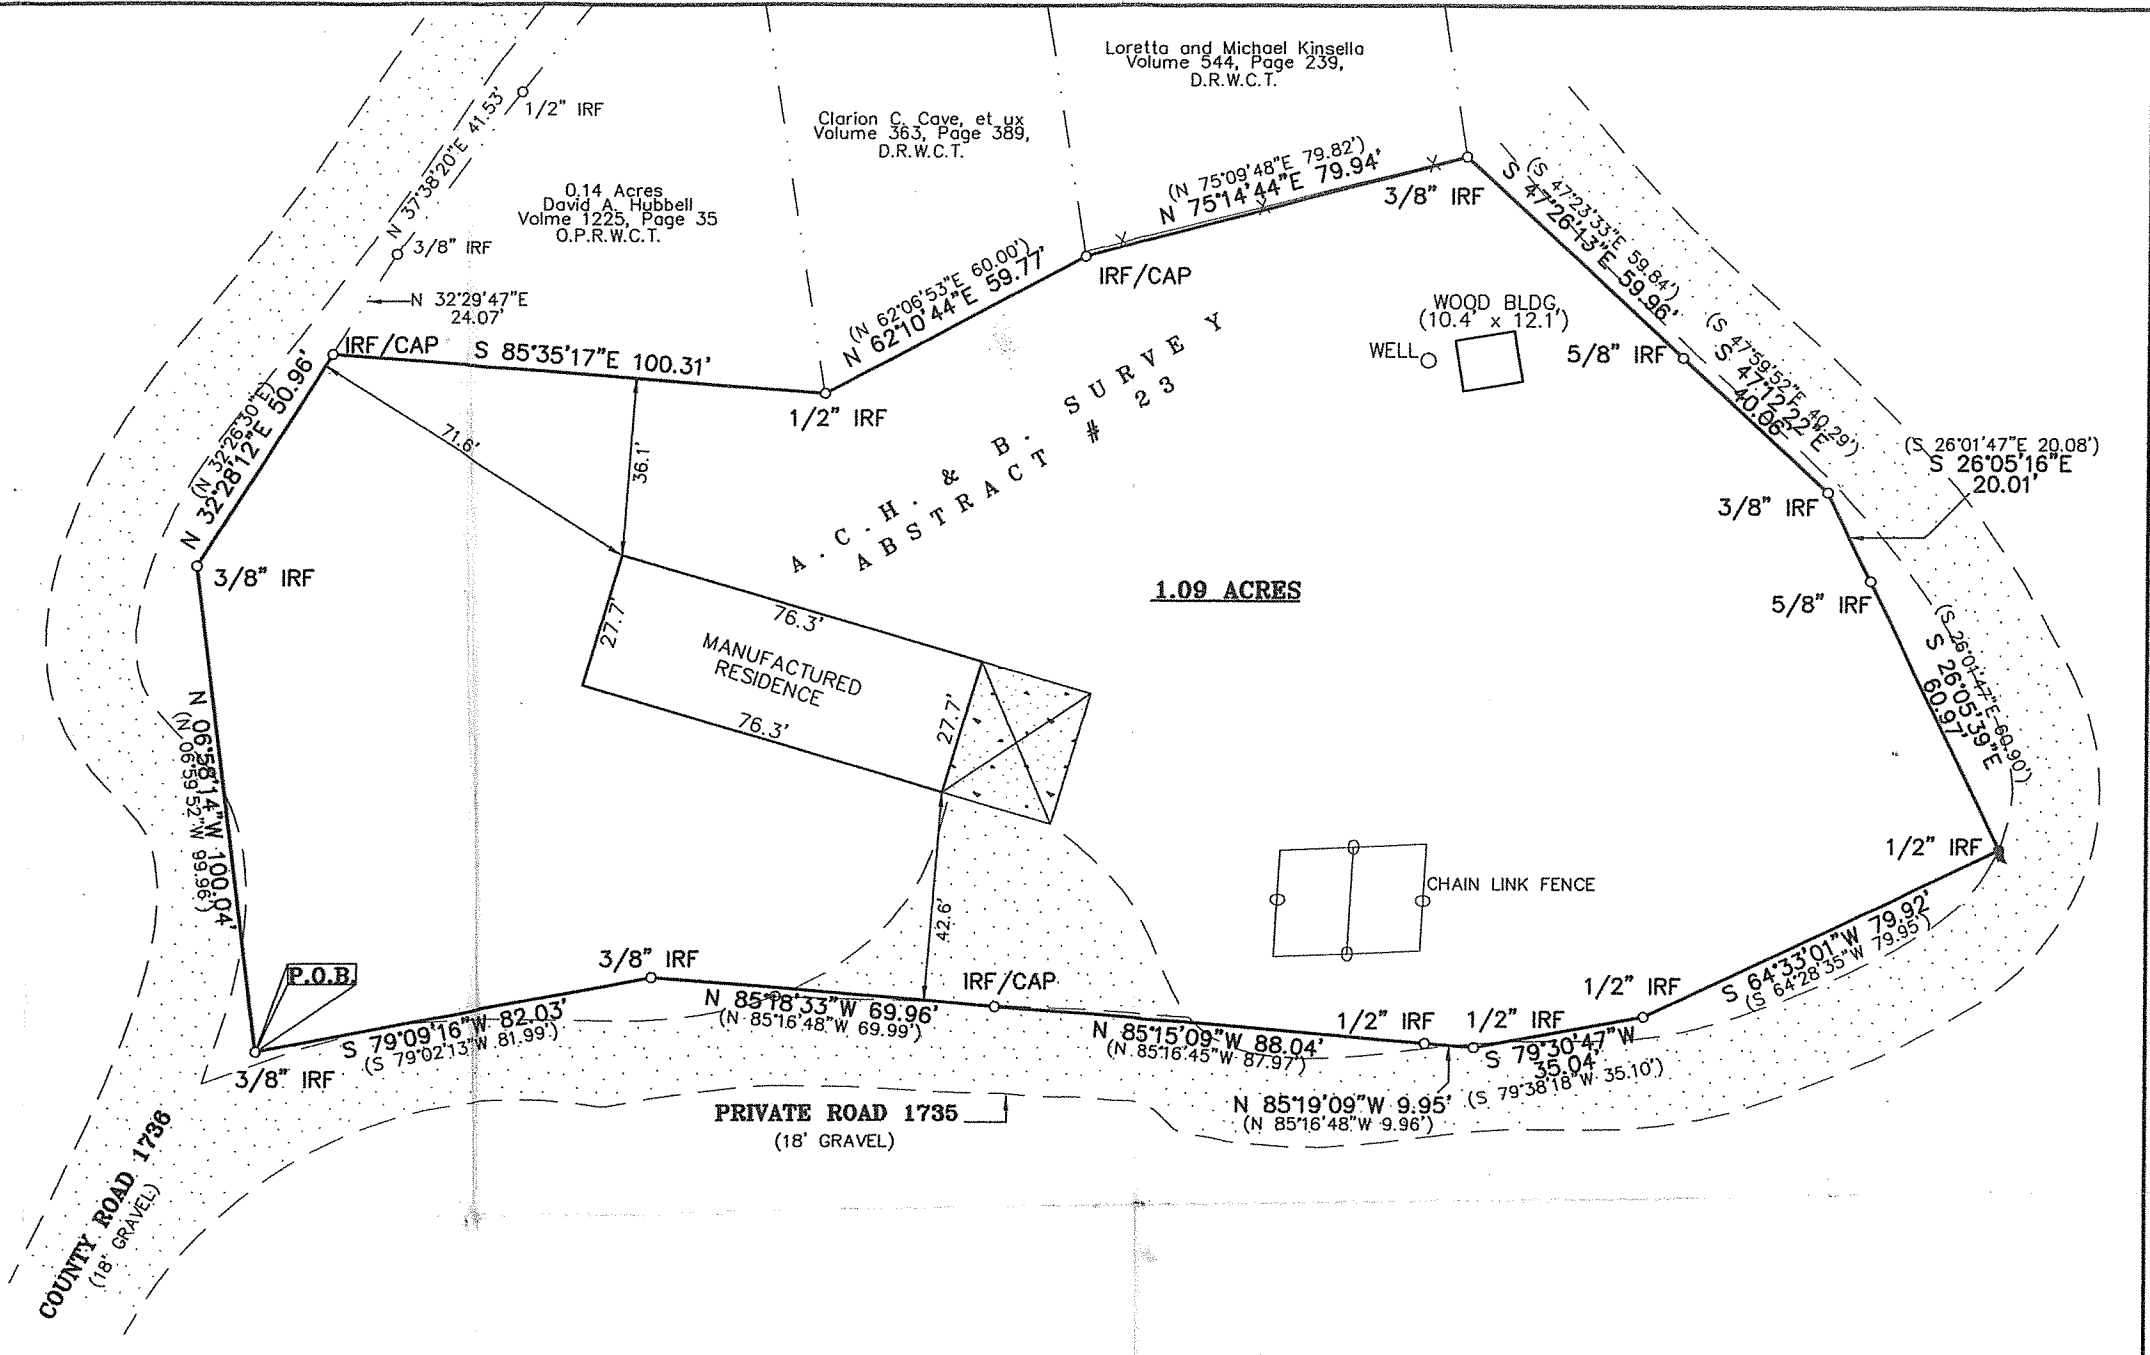 Loretta and Michael Kinsella
Volume 544, Page 239,
D.R.W.C.T.
Clarion C. Cave, et ux
Volume 363, Page 389,
D.R.W.C.T.
0.14 Acres
David A. Hubbell
Volme 1225, Page 35
O.P.R.W.C.T.
1/2" IRF
N 37°38'20"E 41.53'
3/8" IRF
N 32°29'47"E
24.07'
IRF/CAP
S 85°35'17"E 100.31'
1/2" IRF
(N 62°06'53"E 60.00')
N 62°10'44"E 59.77'
IRF/CAP
(N 75°09'48"E 79.82')
N 75°14'44"E 79.94'
3/8" IRF
(S 47°23'33"E 59.84')
S 47°26'13"E 59.96'
5/8" IRF
(S 47°59'52"E 40.29')
S 47°12'22"E
40.06'
3/8" IRF
(S 26°01'47"E 20.08')
S 26°05'16"E
20.01'
5/8" IRF
(S 26°01'47"E 60.90')
S 26°05'39"E
60.97'
1/2" IRF
WOOD BLDG.
(10.4' x 12.1')
WELL
A.C.H. & B. SURVEY
ABSTRACT # 23
1.09 ACRES
(N 32°26'30"E)
N 32°28'12"E 50.96'
3/8" IRF
71.6'
36.1'
76.3'
27.7'
MANUFACTURED
RESIDENCE
27.7'
76.3'
42.6'
CHAIN LINK FENCE
N 06°58'14"W 100.04'
(N 06°59'52"W 99.96')
P.O.B.
3/8" IRF
3/8" IRF
S 79°09'16"W 82.03'
(S 79°02'13"W 81.99')
N 85°18'33"W 69.96'
(N 85°16'48"W 69.99')
IRF/CAP
N 85°15'09"W 88.04'
(N 85°16'45"W 87.97')
1/2" IRF
1/2" IRF
1/2" IRF
S 79°30'47"W
35.04'
(S 79°38'18"W 35.10')
S 64°33'01"W 79.92'
(S 64°28'35"W 79.95')
N 85°19'09"W 9.95'
(N 85°16'48"W 9.96')
PRIVATE ROAD 1735
(18' GRAVEL)
COUNTY ROAD 1736
(18' GRAVEL)